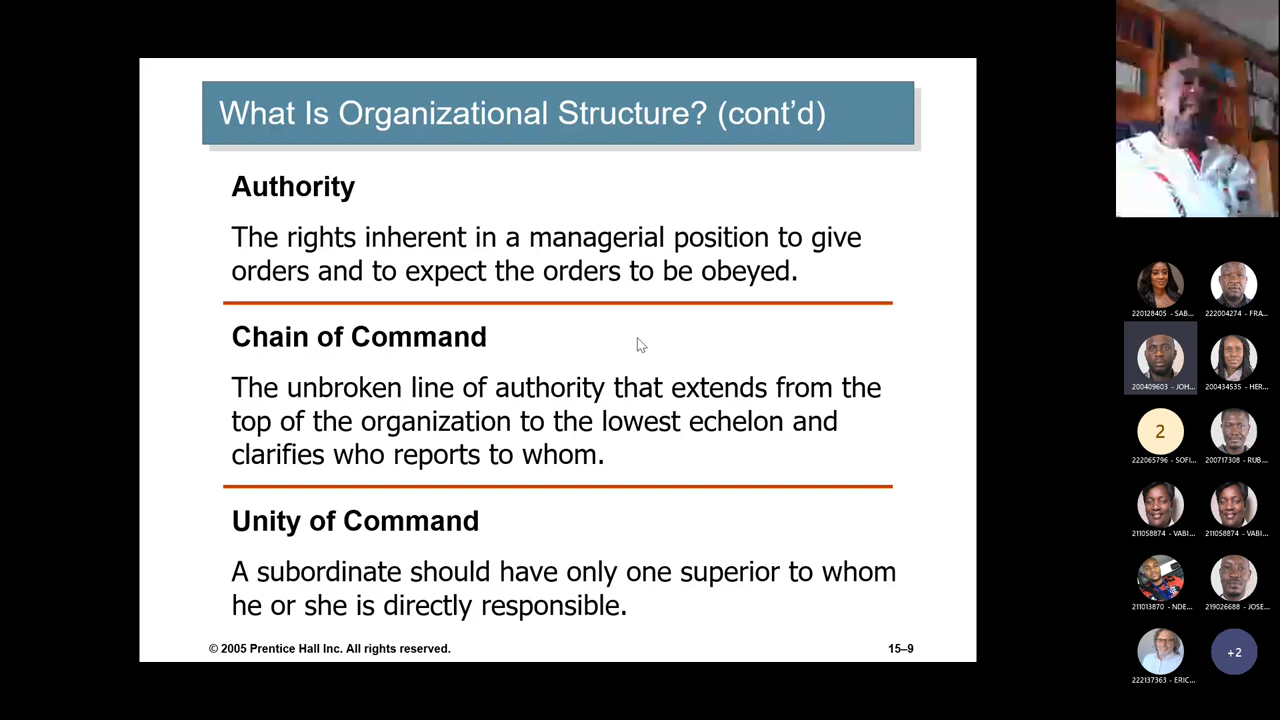 What Is Organizational Structure? (cont’d)
Authority
The rights inherent in a managerial position to give
orders and to expect the orders to be obeyed.
Chain of Command
The unbroken line of authority that extends from the
top of the organization to the lowest echelon and
clarifies who reports to whom.
Unity of Command
A subordinate should have only one superior to whom
he or she is directly responsible.
© 2005 Prentice Hall Inc. All rights reserved.
15–9
220128405 - SAB...
222004274 - FRA...
200409603 - JOH...
200434535 - HER...
2
222065796 - SOFI...
200717308 - RUB...
211058874 - VABI...
211058874 - VABI...
211013870 - NDE...
219026688 - JOSE...
222137363 - ERIC...
+2